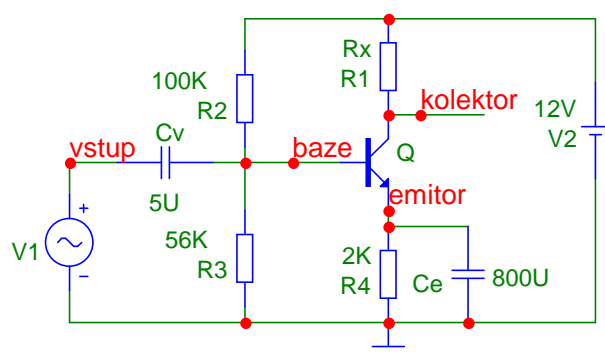 Rx
R1
kolektor
100K
R2
12V
V2
vstup
Cv
baze
Q
5U
emitor
V1
56K
R3
2K
R4
Ce
800U